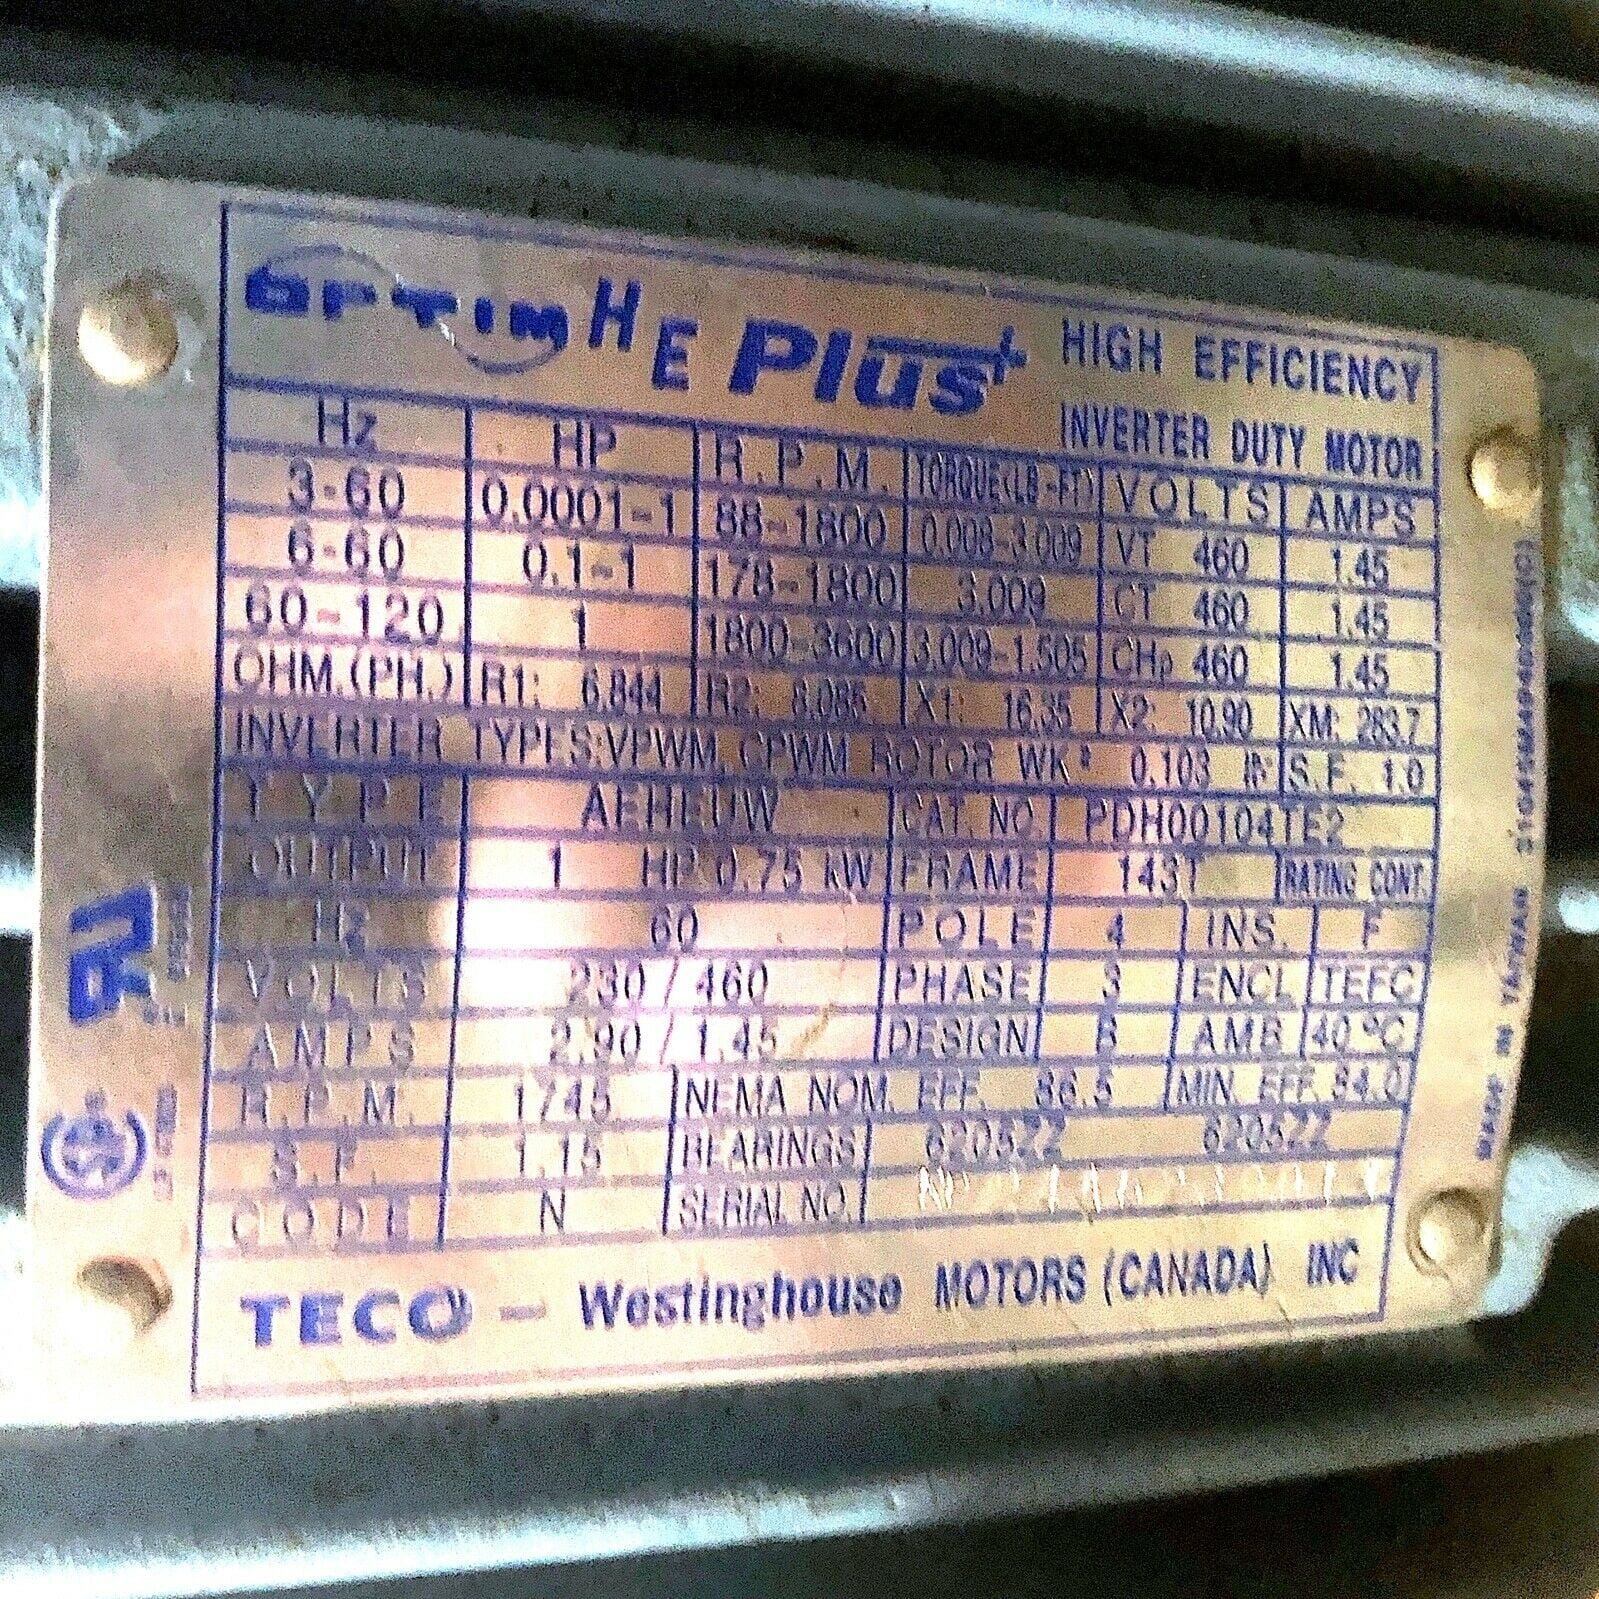 OPTIM HE Plus+ HIGH EFFICIENCY
INVERTER DUTY MOTOR
Hz HP R.P.M. TORQUE(LB-FT) VOLTS AMPS
3-60 0.0001~1 88~1800 0.008-3.009 VT 460 1.45
6-60 0.1~1 178~1800 3.009 CT 460 1.45
60~120 1 1800-3600 3.009-1.505 CHp 460 1.45
OHM.(PH.) R1: 6.844 R2: 8.085 X1: 16.35 X2: 10.90 XM: 283.7
INVERTER TYPES:VPWM, CPWM ROTOR WK² 0.103 S.F. 1.0
TYPE AEHEUW CAT. NO. PDH00104TE2
OUTPUT 1 HP 0.75 KW FRAME 143T RATING CONT.
Hz 60 POLE 4 INS. F
VOLTS 230 / 460 PHASE 3 ENCL TEFC
AMPS 2.90 / 1.45 DESIGN B AMB 40°C
R.P.M. 1745 NEMA NOM. EFF. 86.5 MIN. EFF. 84.0
S.F. 1.15 BEARINGS 6205ZZ 6205ZZ
CODE N SERIAL NO.
TECO - Westinghouse MOTORS (CANADA) INC
MADE IN TAIWAN